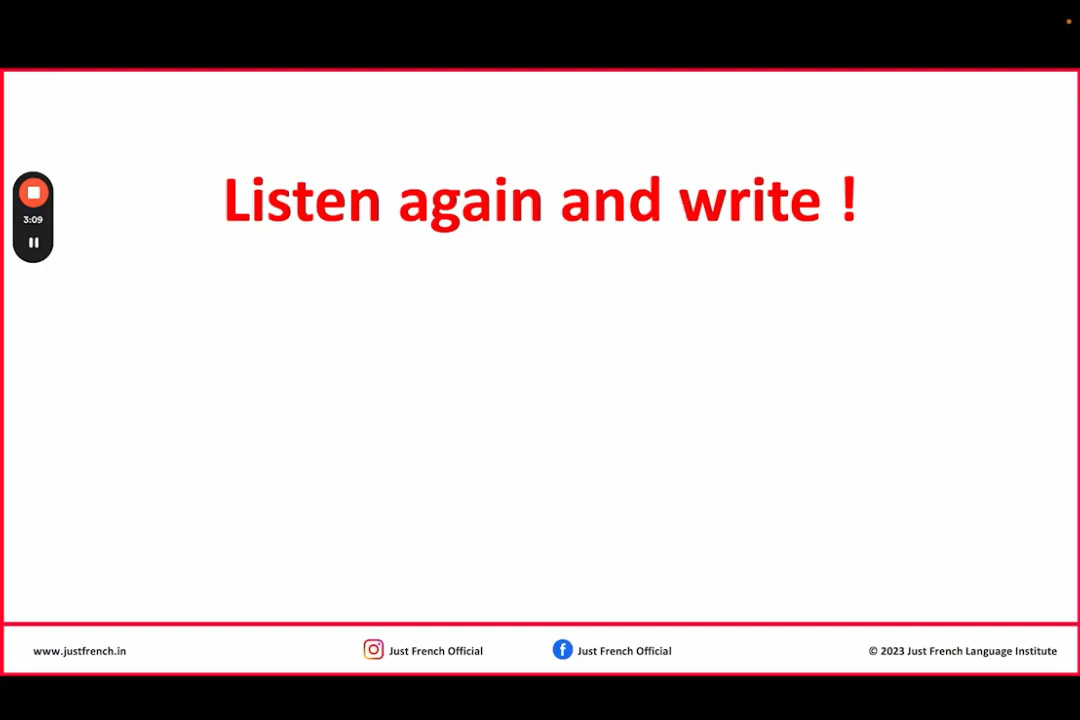 Listen again and write !
3:09
www.justfrench.in
Just French Official
Just French Official
© 2023 Just French Language Institute